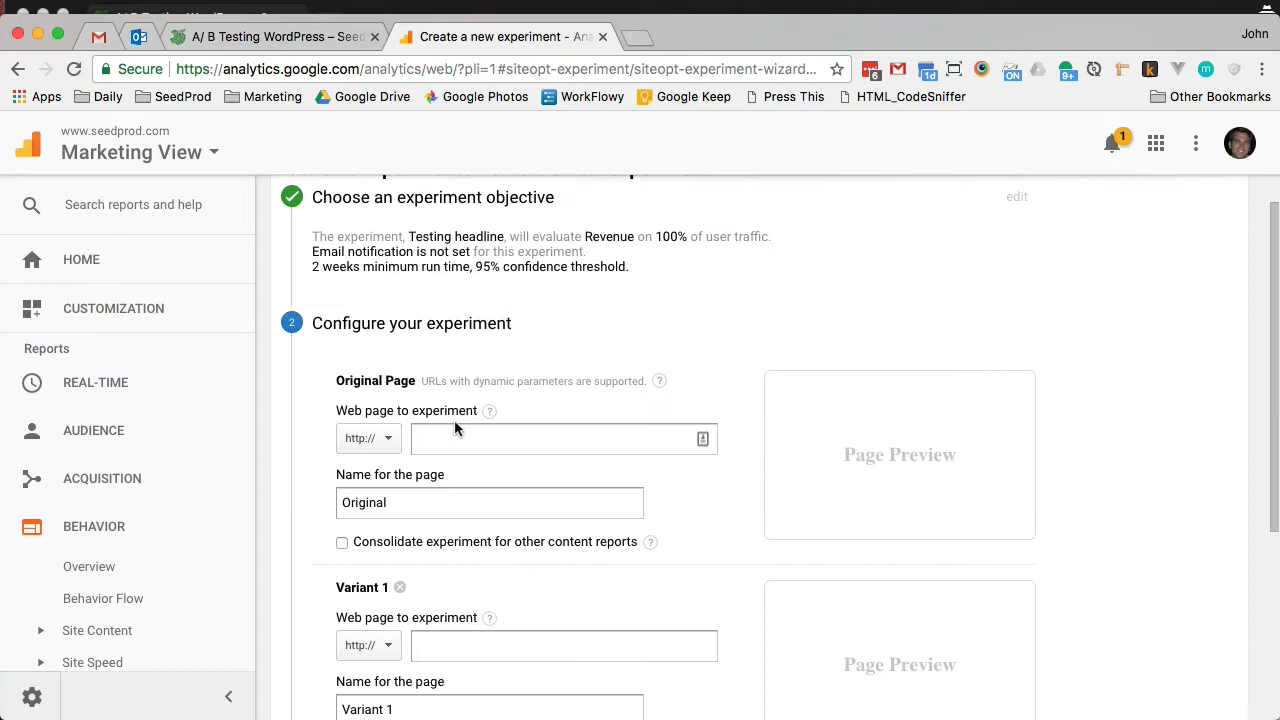 A/ B Testing WordPress – Seed
Create a new experiment - Ana
John
Secure
https://analytics.google.com/analytics/web/?pli=1#siteopt-experiment/siteopt-experiment-wizard...
6
1d
ON
9+
Apps
Daily
SeedProd
Marketing
Google Drive
Google Photos
WorkFlowy
Google Keep
Press This
HTML_CodeSniffer
Other Bookmarks
www.seedprod.com
Marketing View
1
Search reports and help
HOME
CUSTOMIZATION
Reports
REAL-TIME
AUDIENCE
ACQUISITION
BEHAVIOR
Overview
Behavior Flow
Site Content
Site Speed
Choose an experiment objective
edit
The experiment, Testing headline, will evaluate Revenue on 100% of user traffic.
Email notification is not set for this experiment.
2 weeks minimum run time, 95% confidence threshold.
2
Configure your experiment
Original Page URLs with dynamic parameters are supported. ?
Web page to experiment ?
http://
Name for the page
Original
Consolidate experiment for other content reports ?
Page Preview
Variant 1
Web page to experiment ?
http://
Name for the page
Variant 1
Page Preview